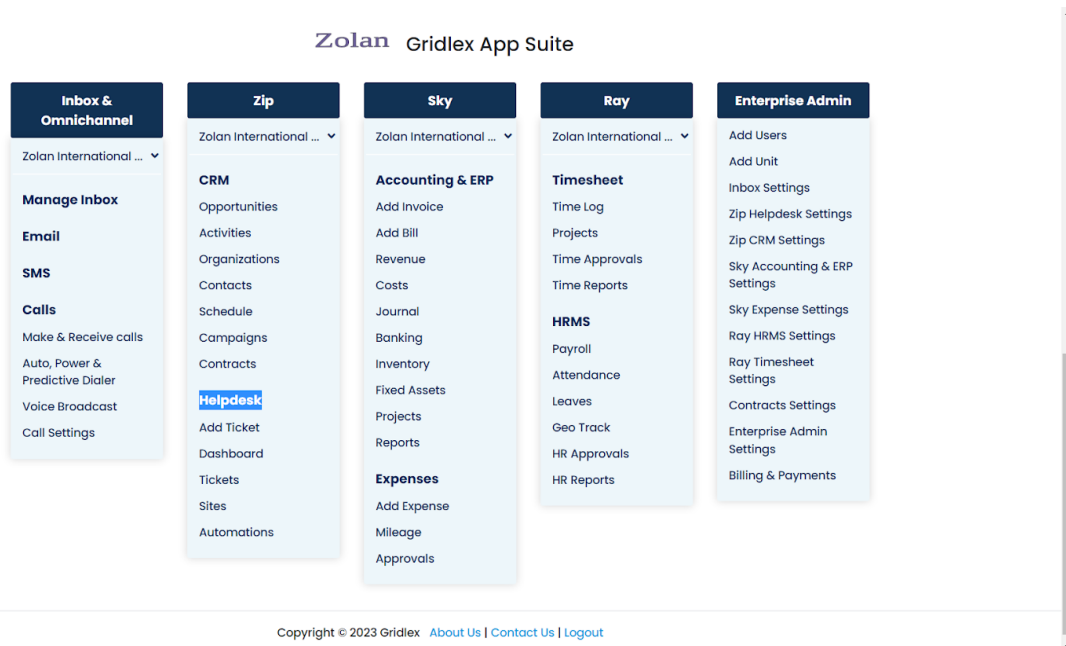 Zolan Gridlex App Suite
Inbox &
Omnichannel
Zolan International ...
Manage Inbox
Email
SMS
Calls
Make & Receive calls
Auto, Power &
Predictive Dialer
Voice Broadcast
Call Settings
Zip
Zolan International ...
CRM
Opportunities
Activities
Organizations
Contacts
Schedule
Campaigns
Contracts
Helpdesk
Add Ticket
Dashboard
Tickets
Sites
Automations
Sky
Zolan International ...
Accounting & ERP
Add Invoice
Add Bill
Revenue
Costs
Journal
Banking
Inventory
Fixed Assets
Projects
Reports
Expenses
Add Expense
Mileage
Approvals
Ray
Zolan International ...
Timesheet
Time Log
Projects
Time Approvals
Time Reports
HRMS
Payroll
Attendance
Leaves
Geo Track
HR Approvals
HR Reports
Enterprise Admin
Add Users
Add Unit
Inbox Settings
Zip Helpdesk Settings
Zip CRM Settings
Sky Accounting & ERP
Settings
Sky Expense Settings
Ray HRMS Settings
Ray Timesheet
Settings
Contracts Settings
Enterprise Admin
Settings
Billing & Payments
Copyright © 2023 Gridlex About Us | Contact Us | Logout